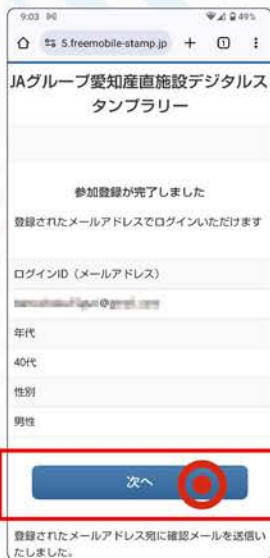 9:03
49%
5.freemobile-stamp.jp
1
JAグループ愛知産直施設デジタルス
タンプラリー
参加登録が完了しました
登録されたメールアドレスでログインいただけます
ログインID（メールアドレス）
年代
40代
性別
男性
次へ
登録されたメールアドレス宛に確認メールを送信い
たしました。